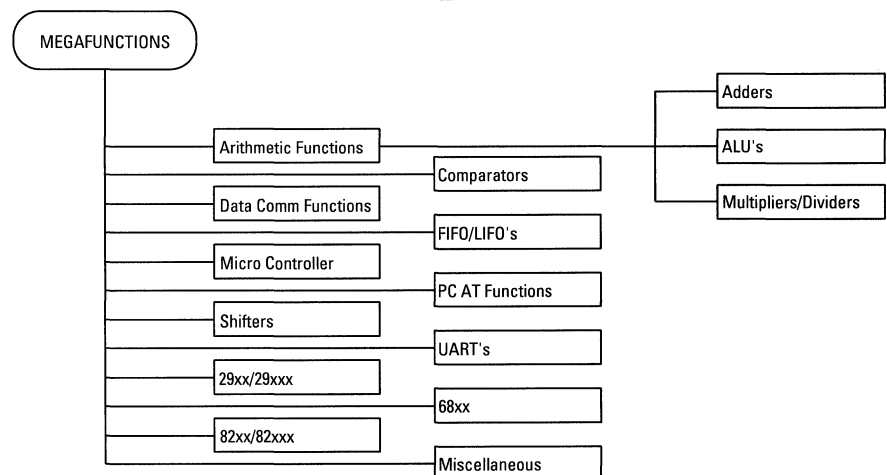 MEGAFUNCTIONS
Adders
Arithmetic Functions
ALU's
Comparators
Data Comm Functions
Multipliers/Dividers
FIFO/LIFO's
Micro Controller
PC AT Functions
Shifters
UART's
29xx/29xxx
68xx
82xx/82xxx
Miscellaneous